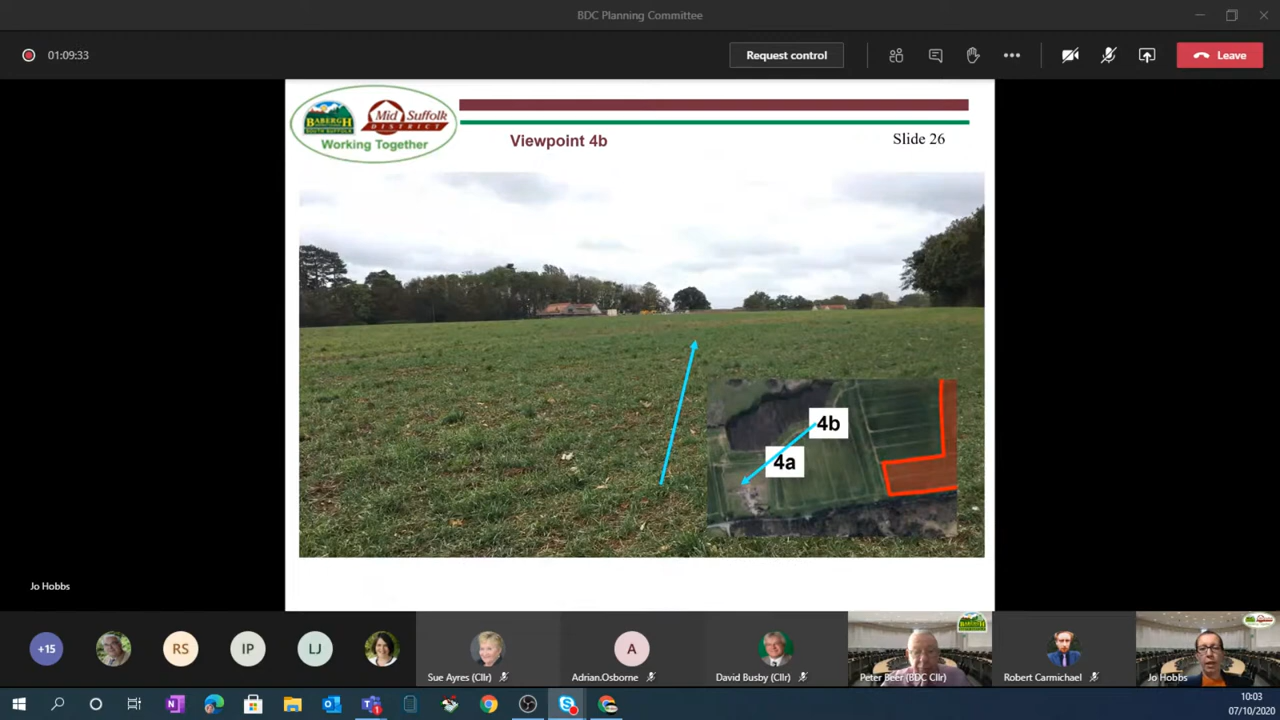 BDC Planning Committee
01:09:33
Request control
Leave
BABERGH
SOUTH SUFFOLK
Mid Suffolk
DISTRICT
Working Together
Viewpoint 4b
Slide 26
4b
4a
Jo Hobbs
+15
RS
IP
LJ
Sue Ayres (Cllr)
A
Adrian.Osborne
David Busby (Cllr)
Peter Beer (BDC Cllr)
Robert Carmichael
Jo Hobbs
10:03
07/10/2020